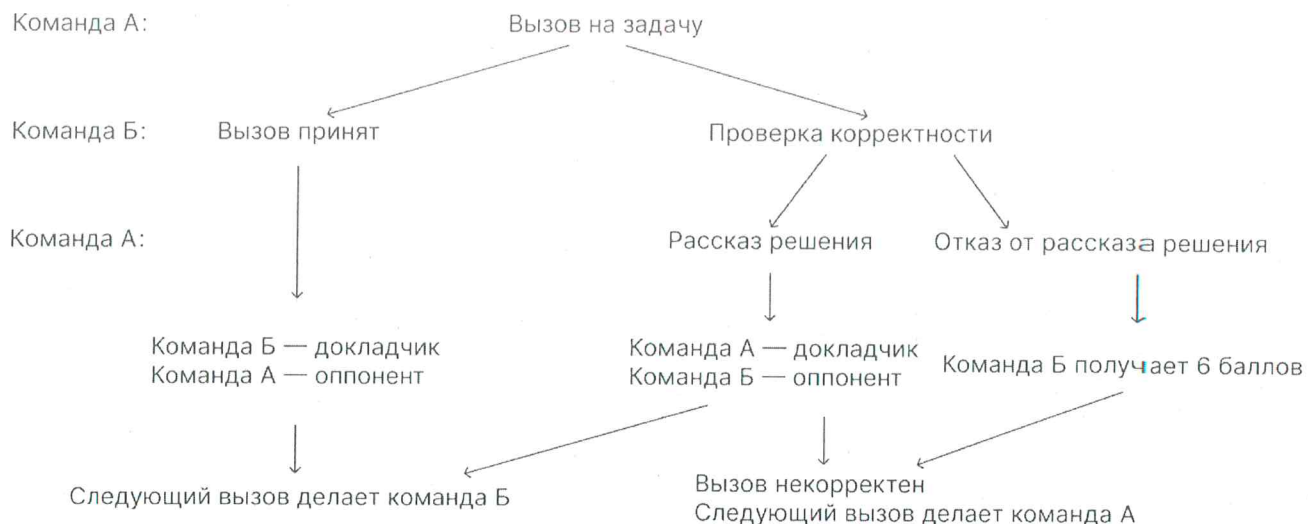 Команда А:
Вызов на задачу
Команда Б:
Вызов принят
Проверка корректности
Команда А:
Рассказ решения
Отказ от рассказа решения
Команда Б — докладчик
Команда А — оппонент
Команда А — докладчик
Команда Б — оппонент
Команда Б получает 6 баллов
Следующий вызов делает команда Б
Вызов некорректен
Следующий вызов делает команда А